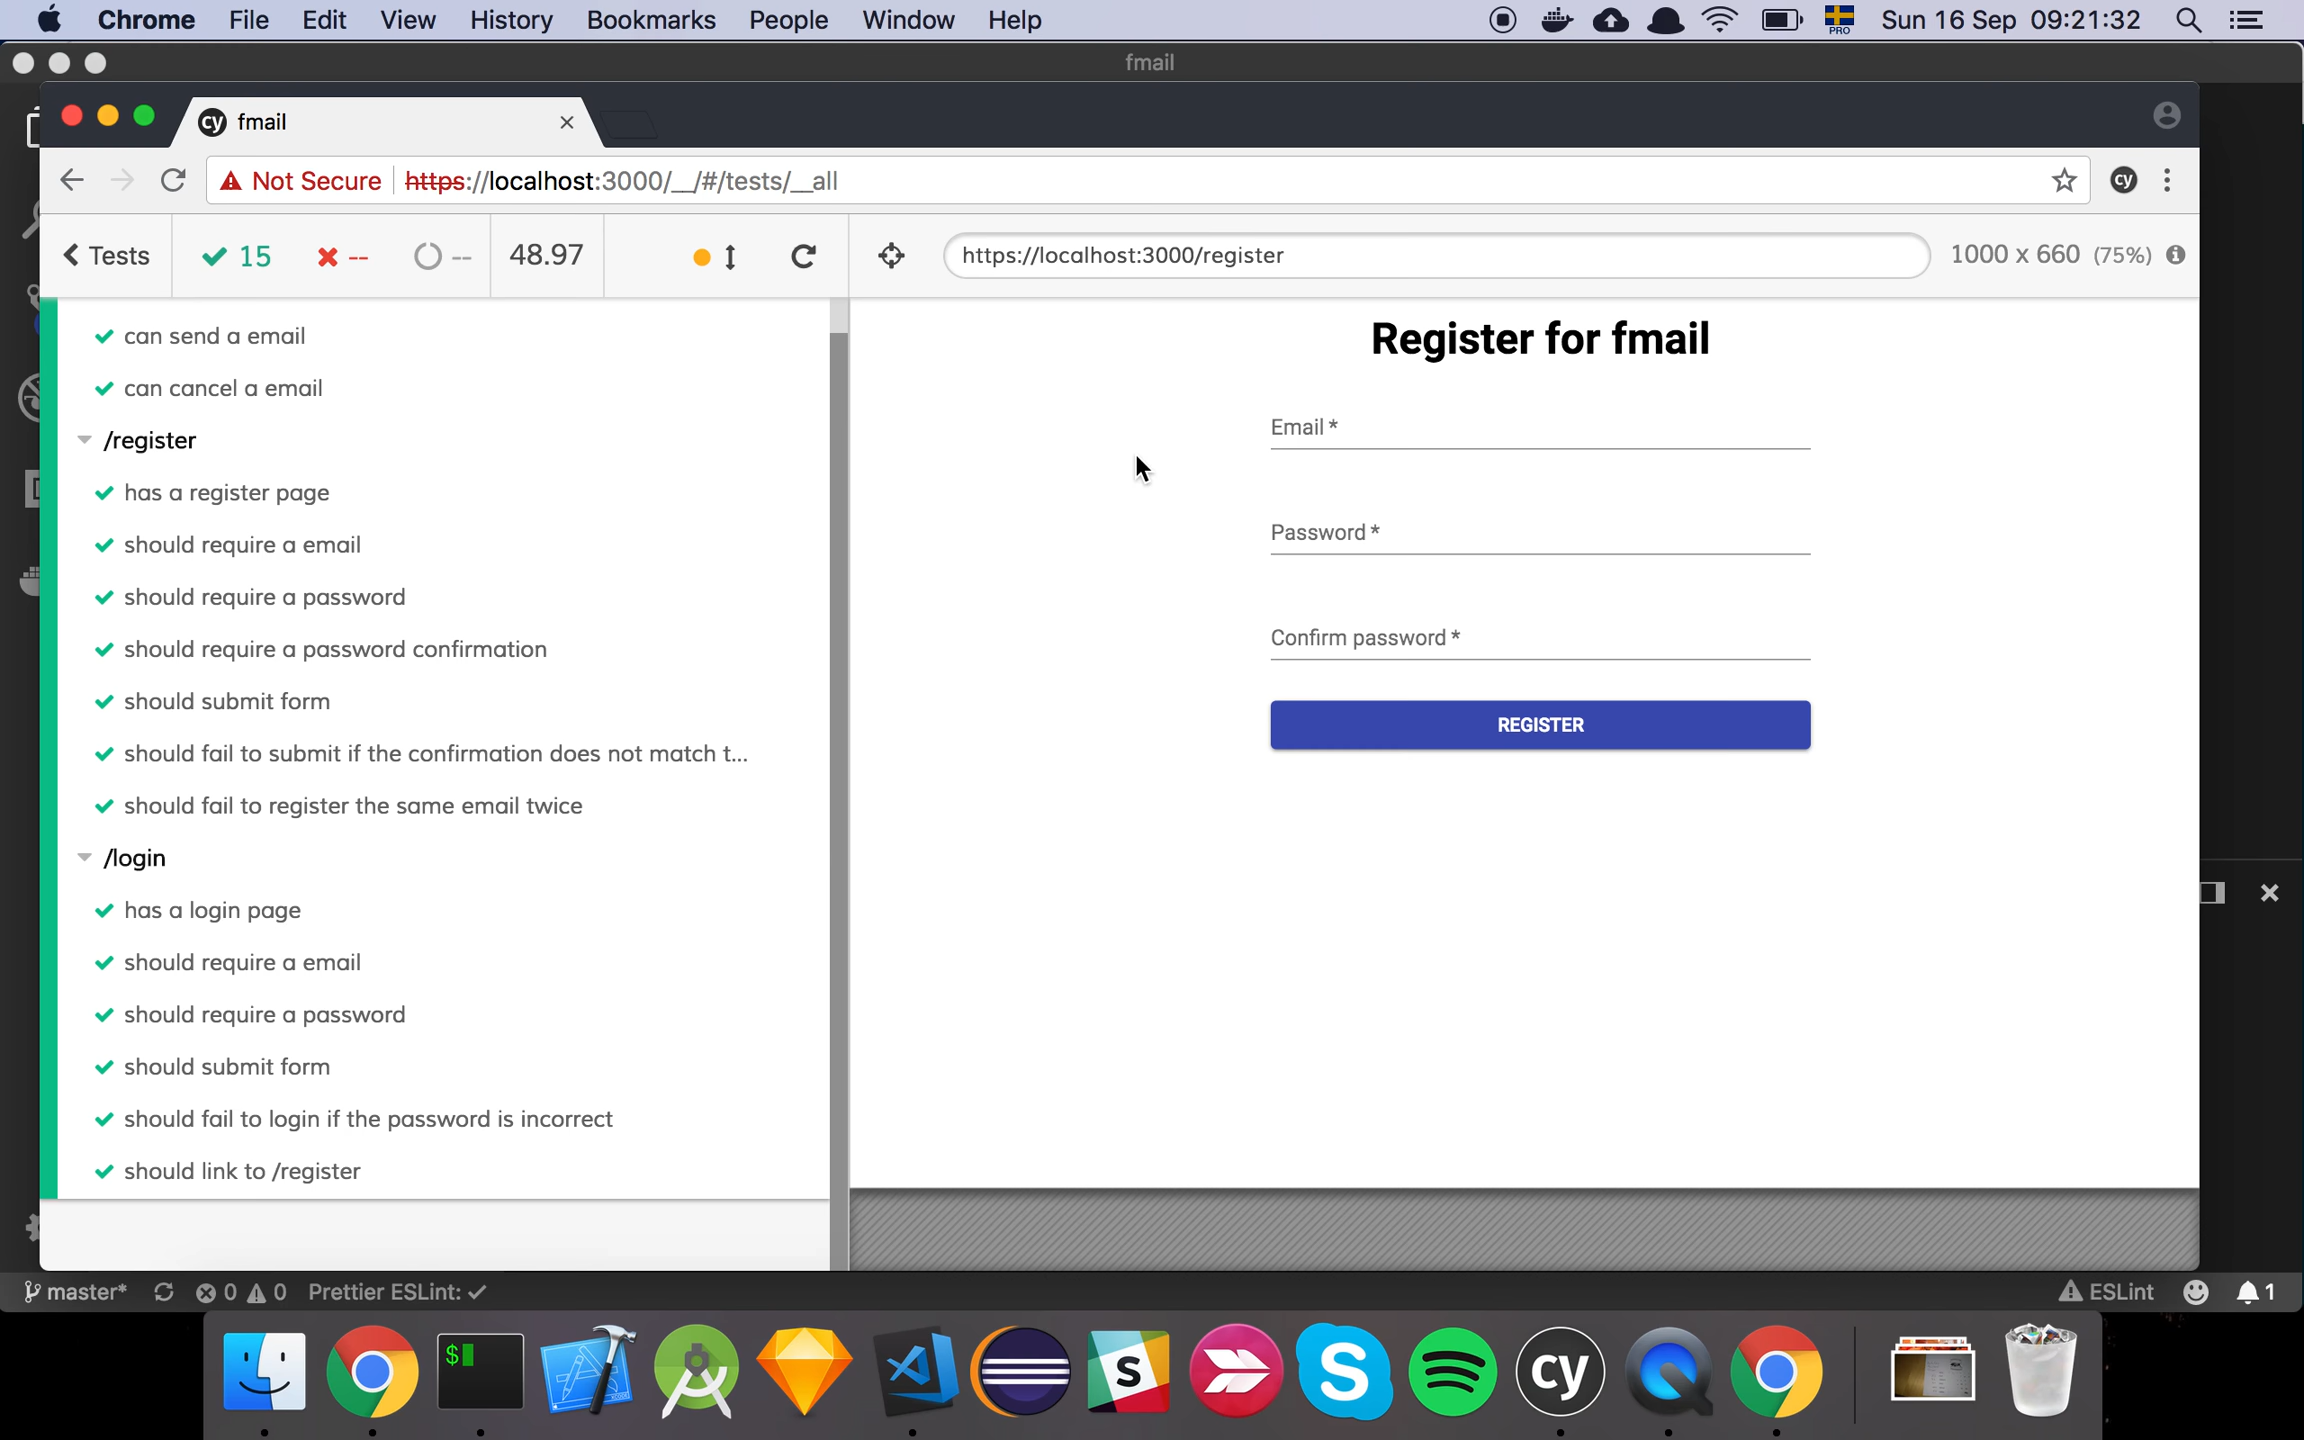 Chrome File Edit View History Bookmarks People Window Help PRO Sun 16 Sep 09:21:32
fmail
cy fmail
Not Secure https://localhost:3000/__/#/tests/__all cy
Tests 15 -- -- 48.97 https://localhost:3000/register 1000 x 660 (75%)
can send a email
can cancel a email
/register
has a register page
should require a email
should require a password
should require a password confirmation
should submit form
should fail to submit if the confirmation does not match t...
should fail to register the same email twice
/login
has a login page
should require a email
should require a password
should submit form
should fail to login if the password is incorrect
should link to /register
Register for fmail
Email *
Password *
Confirm password *
REGISTER
master* 0 0 Prettier ESLint: ESLint 1
$ S S cy